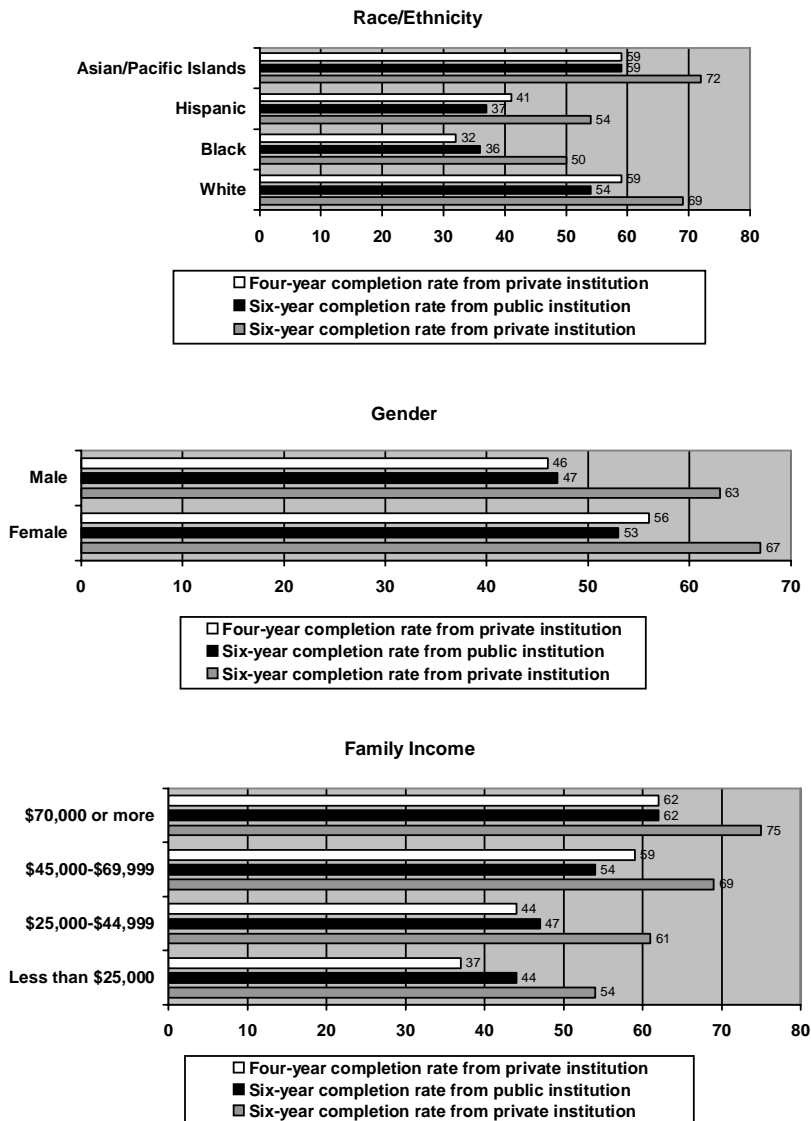 Race/Ethnicity
Asian/Pacific Islands
59
59
72
Hispanic
41
37
54
Black
32
36
50
White
59
54
69
0 10 20 30 40 50 60 70 80
Four-year completion rate from private institution
Six-year completion rate from public institution
Six-year completion rate from private institution
Gender
Male
46
47
63
Female
56
53
67
0 10 20 30 40 50 60 70
Four-year completion rate from private institution
Six-year completion rate from public institution
Six-year completion rate from private institution
Family Income
$70,000 or more
62
62
75
$45,000-$69,999
59
54
69
$25,000-$44,999
44
47
61
Less than $25,000
37
44
54
0 10 20 30 40 50 60 70 80
Four-year completion rate from private institution
Six-year completion rate from public institution
Six-year completion rate from private institution